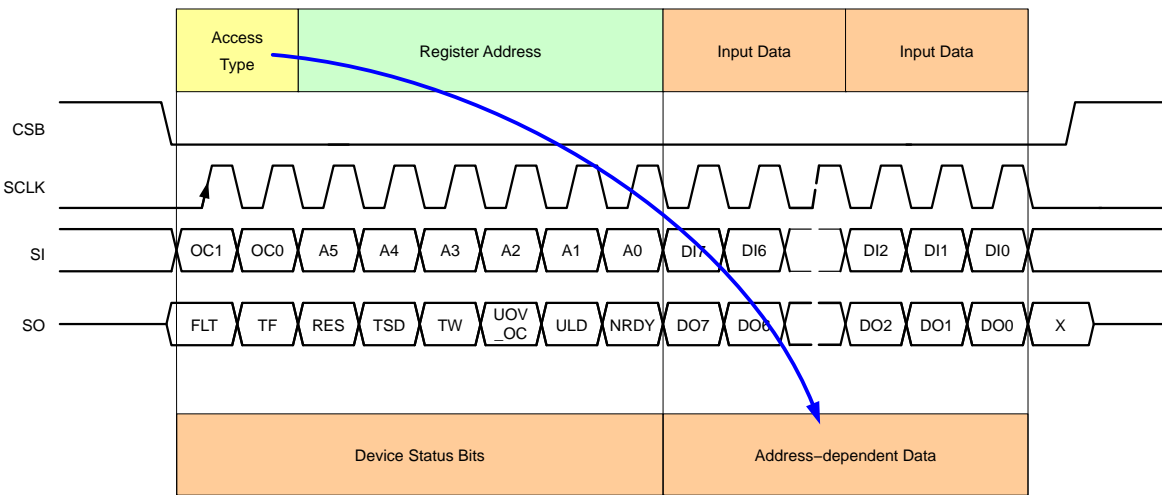 Access
Type
Register Address
Input Data
Input Data
CSB
SCLK
SI
OC1
OC0
A5
A4
A3
A2
A1
A0
DI7
DI6
DI2
DI1
DI0
SO
FLT
TF
RES
TSD
TW
UOV
_OC
ULD
NRDY
DO7
DO6
DO2
DO1
DO0
X
Device Status Bits
Address−dependent Data